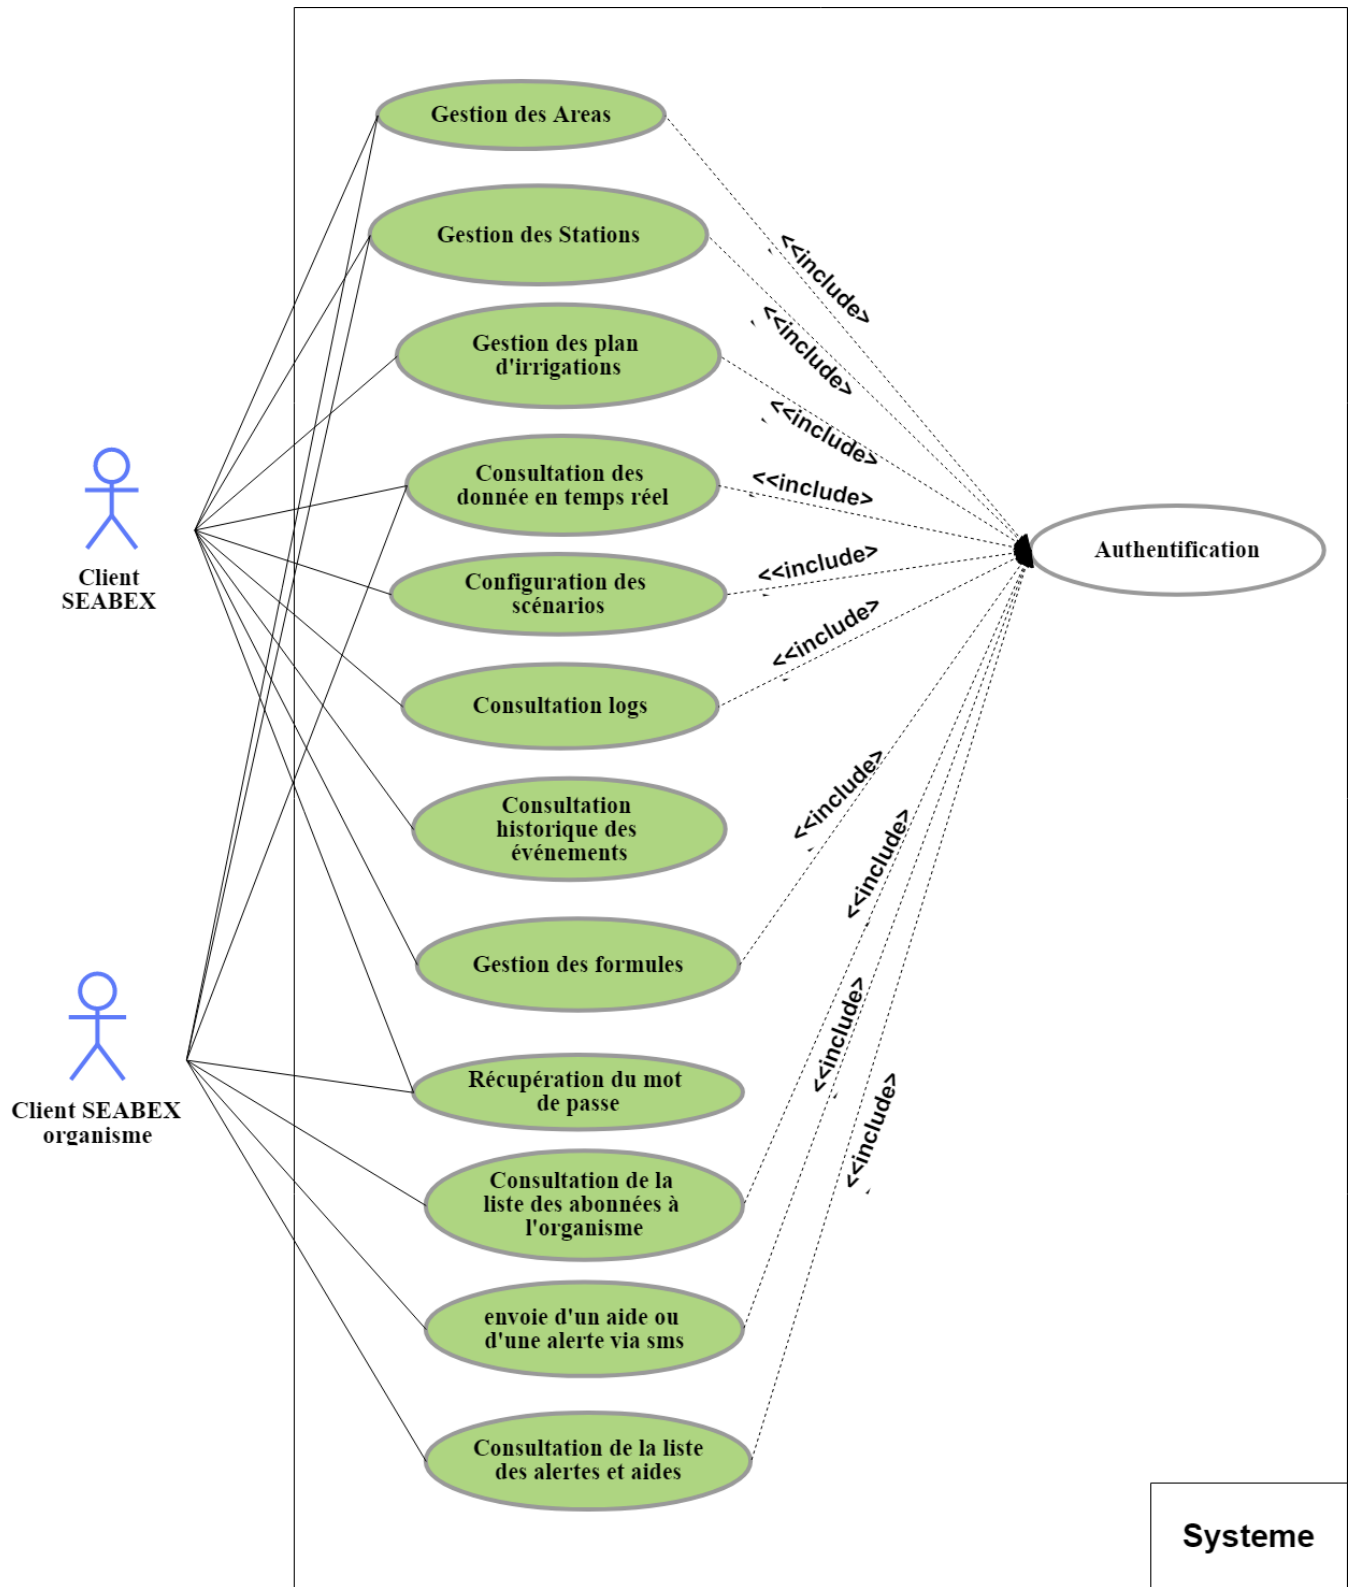 Gestion des Areas
Gestion des Stations
<<include>
<<include>
Gestion des plan
d'irrigations
<<include>
Consultation des
donnée en temps réel
<<include>
Client
SEABEX
Authentification
<<include>
Configuration des
scénarios
<<include>
Consultation logs
Consultation
historique des
événements
<<include>
<<include>
Gestion des formules
<<include>
Récupération du mot
de passe
Client SEABEX
organisme
<<include>
Consultation de la
liste des abonnées à
l'organisme
envoie d'un aide ou
d'une alerte via sms
Consultation de la liste
des alertes et aides
Systeme